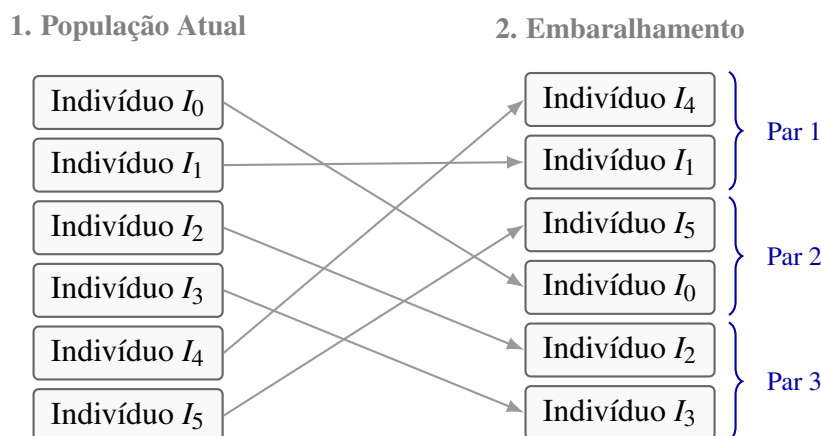 1. População Atual
Indivíduo I₀
Indivíduo I₁
Indivíduo I₂
Indivíduo I₃
Indivíduo I₄
Indivíduo I₅
2. Embaralhamento
Indivíduo I₄
Indivíduo I₁
Indivíduo I₅
Indivíduo I₀
Indivíduo I₂
Indivíduo I₃
Par 1
Par 2
Par 3